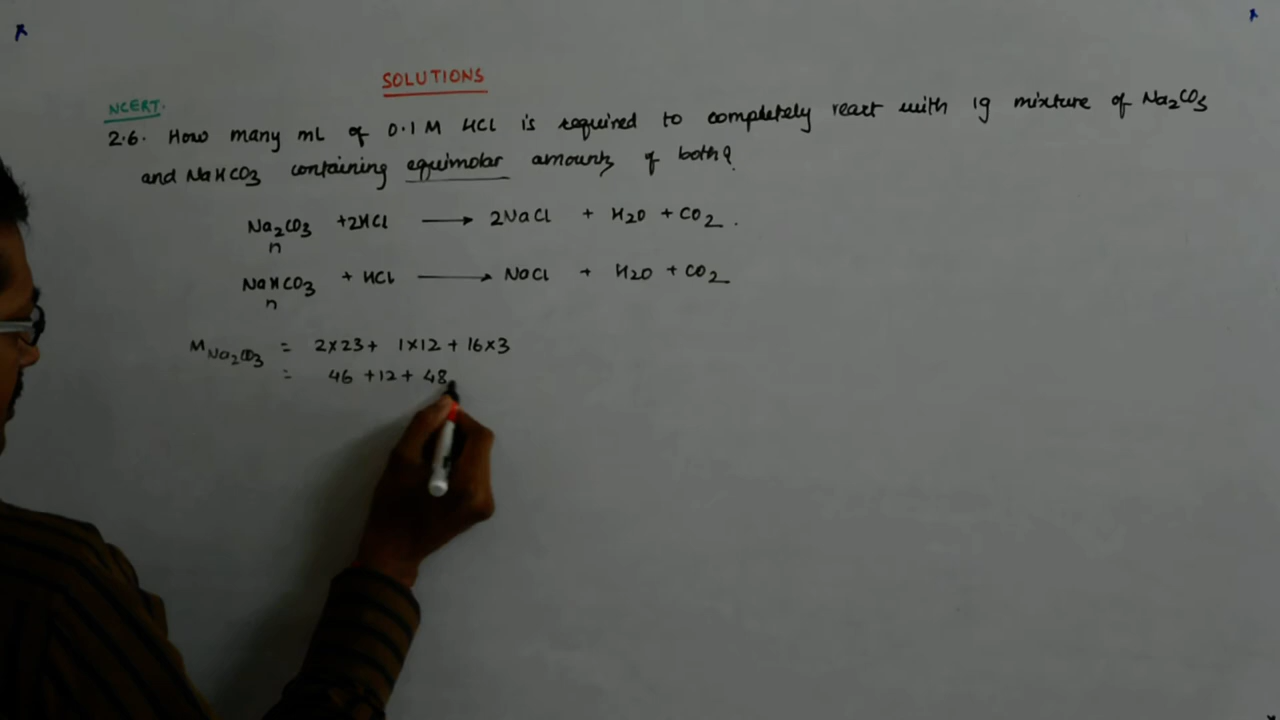 SOLUTIONS
NCERT.
2.6. How many mL of 0.1 M HCl is required to completely react with 1g mixture of Na2CO3
and NaHCO3 containing equimolar amounts of both?
Na2CO3 + 2HCl ⟶ 2NaCl + H2O + CO2.
n
NaHCO3 + HCl ⟶ NaCl + H2O + CO2
n
MNa2CO3 = 2×23 + 1×12 + 16×3
= 46 + 12 + 48